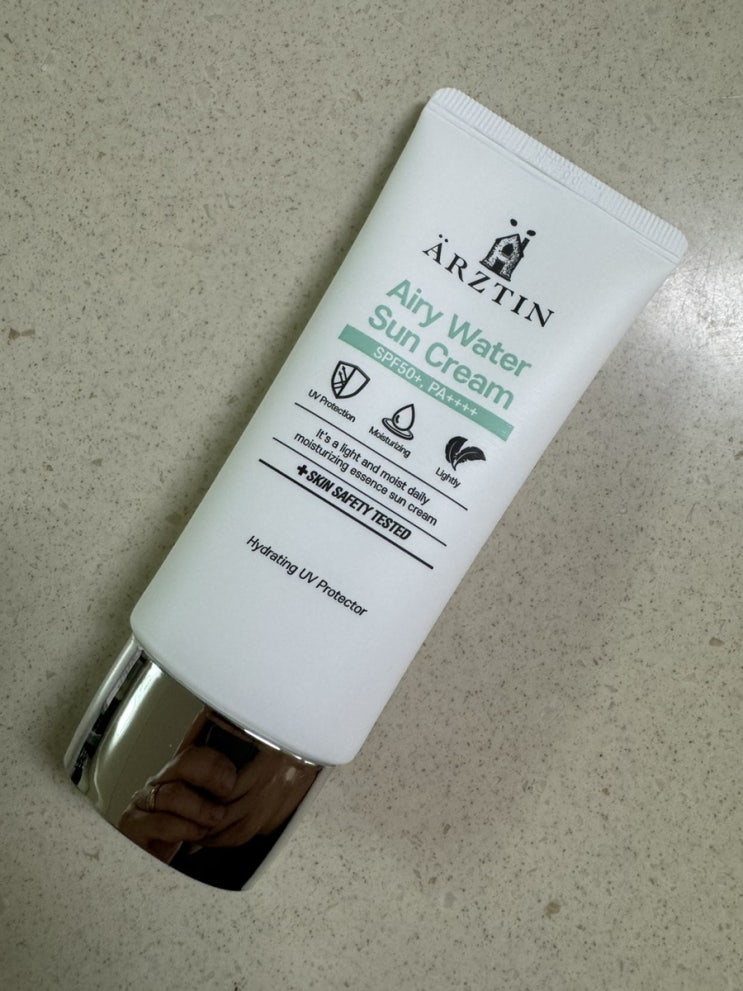 ÄRZTIN
Airy Water
Sun Cream
SPF50+, PA++++
UV Protection
Moisturizing
Lightly
It's a light and moist daily
moisturizing essence sun cream
+SKIN SAFETY TESTED
Hydrating UV Protector